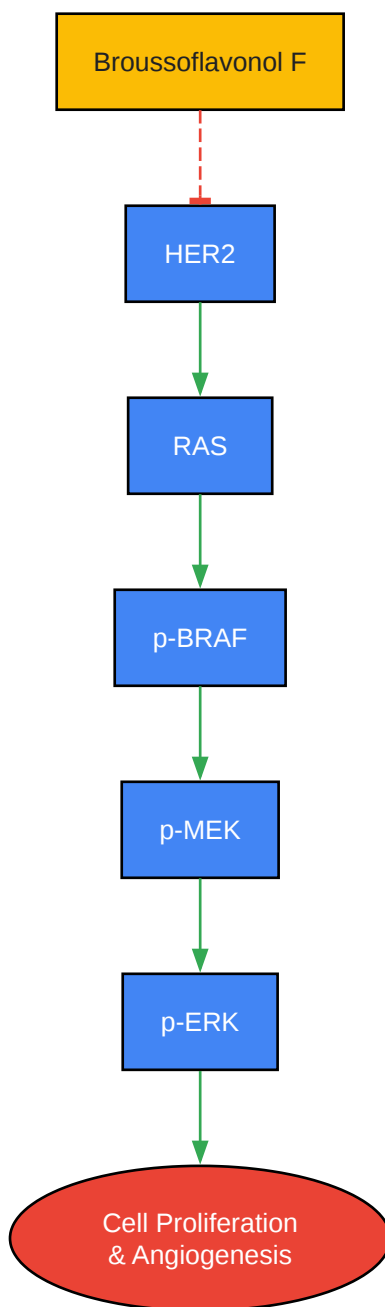 Broussoflavonol F
HER2
RAS
p-BRAF
p-MEK
p-ERK
Cell Proliferation
& Angiogenesis